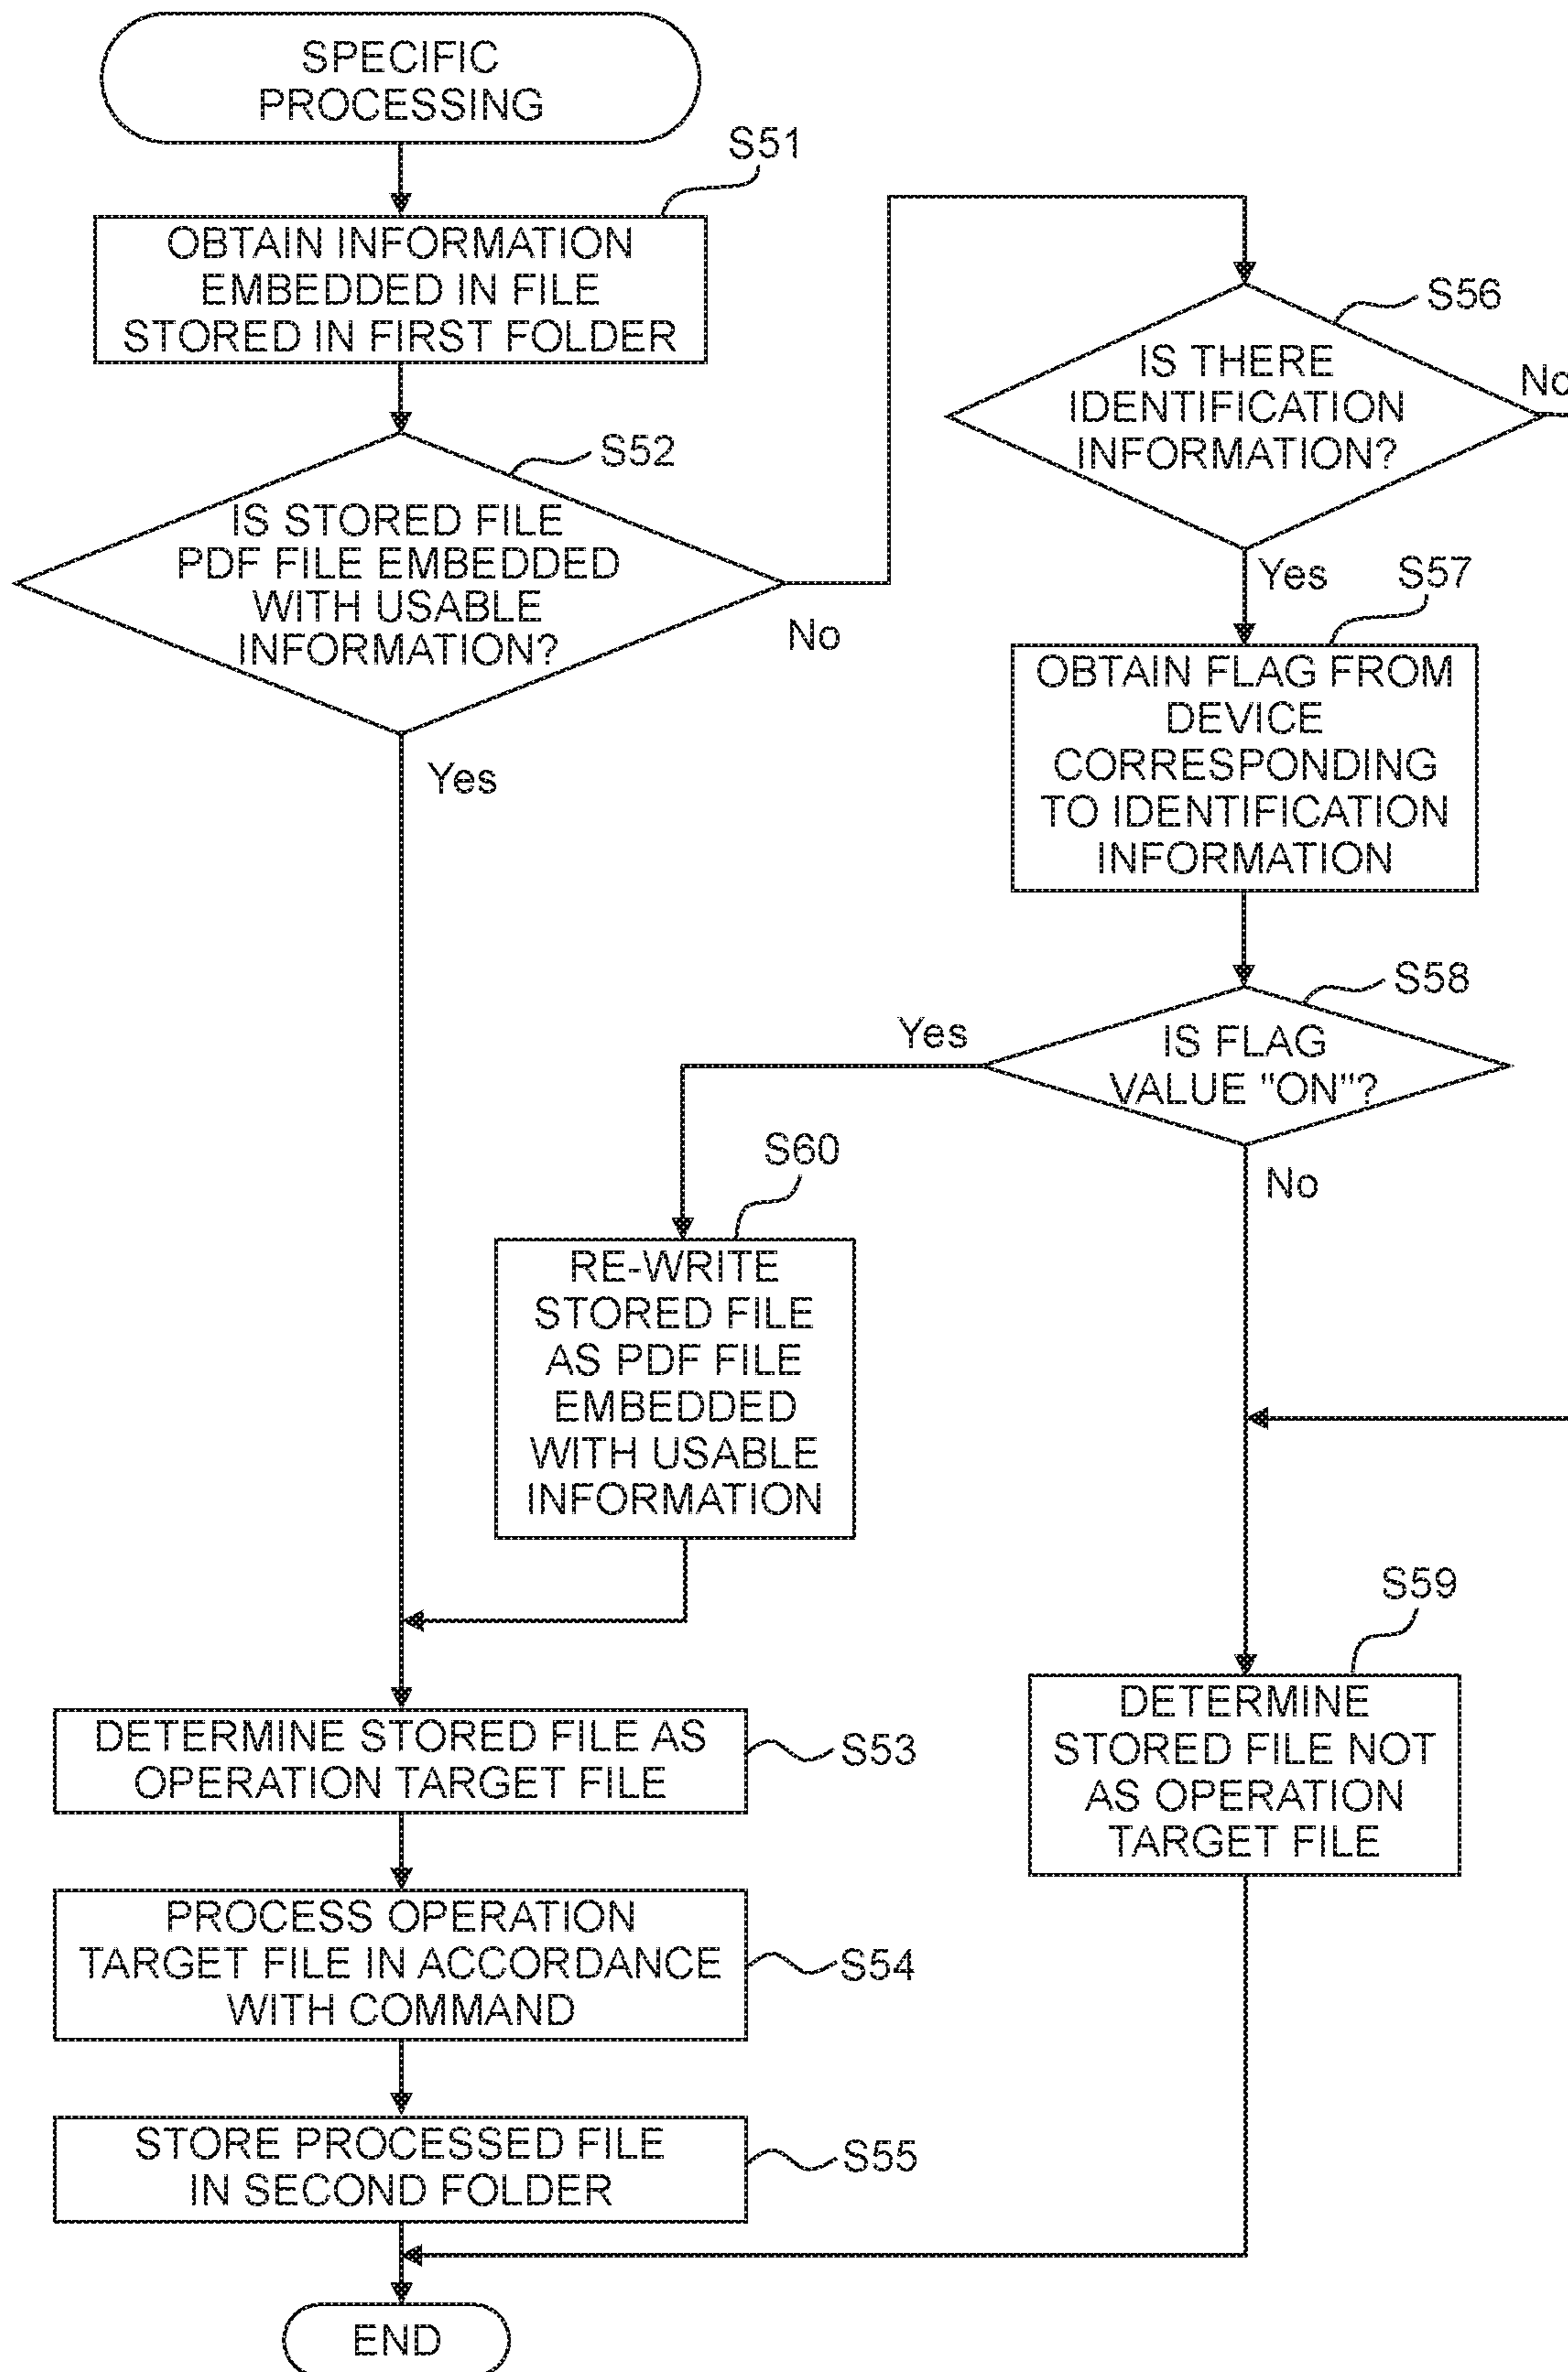 SPECIFIC
PROCESSING
S51
OBTAIN INFORMATION
EMBEDDED IN FILE
STORED IN FIRST FOLDER
S52
IS STORED FILE
PDF FILE EMBEDDED
WITH USABLE
INFORMATION?
No
Yes
S56
IS THERE
IDENTIFICATION
INFORMATION?
No
Yes
S57
OBTAIN FLAG FROM
DEVICE
CORRESPONDING
TO IDENTIFICATION
INFORMATION
S58
IS FLAG
VALUE "ON"?
Yes
No
S60
RE-WRITE
STORED FILE
AS PDF FILE
EMBEDDED
WITH USABLE
INFORMATION
S59
DETERMINE
STORED FILE NOT
AS OPERATION
TARGET FILE
DETERMINE STORED FILE AS
OPERATION TARGET FILE
S53
PROCESS OPERATION
TARGET FILE IN ACCORDANCE
WITH COMMAND
S54
STORE PROCESSED FILE
IN SECOND FOLDER
S55
END